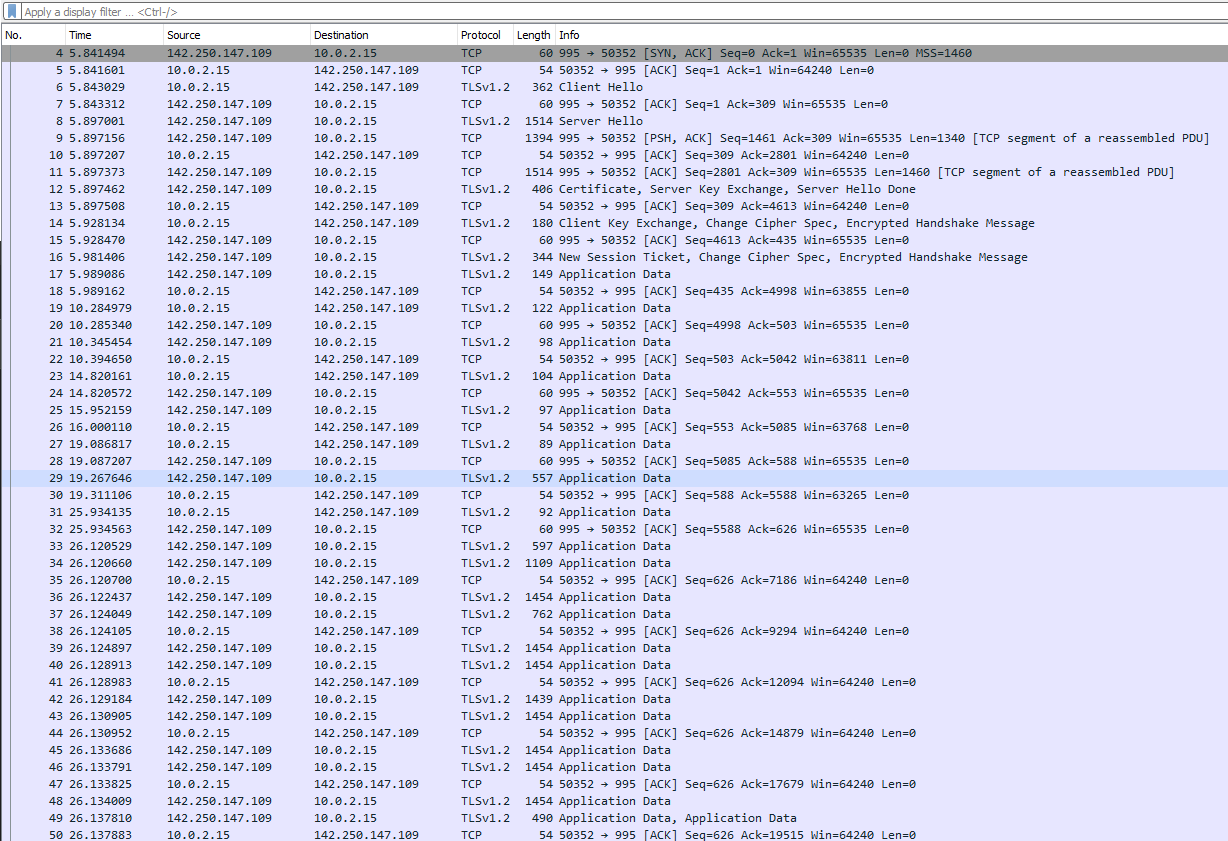 Apply a display filter ... <Ctrl-/>
No. Time Source Destination Protocol Length Info
4 5.841494 142.250.147.109 10.0.2.15 TCP 60 995 → 50352 [SYN, ACK] Seq=0 Ack=1 Win=65535 Len=0 MSS=1460
5 5.841601 10.0.2.15 142.250.147.109 TCP 54 50352 → 995 [ACK] Seq=1 Ack=1 Win=64240 Len=0
6 5.843029 10.0.2.15 142.250.147.109 TLSv1.2 362 Client Hello
7 5.843312 142.250.147.109 10.0.2.15 TCP 60 995 → 50352 [ACK] Seq=1 Ack=309 Win=65535 Len=0
8 5.897001 142.250.147.109 10.0.2.15 TLSv1.2 1514 Server Hello
9 5.897156 142.250.147.109 10.0.2.15 TCP 1394 995 → 50352 [PSH, ACK] Seq=1461 Ack=309 Win=65535 Len=1340 [TCP segment of a reassembled PDU]
10 5.897207 10.0.2.15 142.250.147.109 TCP 54 50352 → 995 [ACK] Seq=309 Ack=2801 Win=64240 Len=0
11 5.897373 142.250.147.109 10.0.2.15 TCP 1514 995 → 50352 [ACK] Seq=2801 Ack=309 Win=65535 Len=1460 [TCP segment of a reassembled PDU]
12 5.897462 142.250.147.109 10.0.2.15 TLSv1.2 406 Certificate, Server Key Exchange, Server Hello Done
13 5.897508 10.0.2.15 142.250.147.109 TCP 54 50352 → 995 [ACK] Seq=309 Ack=4613 Win=64240 Len=0
14 5.928134 10.0.2.15 142.250.147.109 TLSv1.2 180 Client Key Exchange, Change Cipher Spec, Encrypted Handshake Message
15 5.928470 142.250.147.109 10.0.2.15 TCP 60 995 → 50352 [ACK] Seq=4613 Ack=435 Win=65535 Len=0
16 5.981406 142.250.147.109 10.0.2.15 TLSv1.2 344 New Session Ticket, Change Cipher Spec, Encrypted Handshake Message
17 5.989086 142.250.147.109 10.0.2.15 TLSv1.2 149 Application Data
18 5.989162 10.0.2.15 142.250.147.109 TCP 54 50352 → 995 [ACK] Seq=435 Ack=4998 Win=63855 Len=0
19 10.284979 10.0.2.15 142.250.147.109 TLSv1.2 122 Application Data
20 10.285340 142.250.147.109 10.0.2.15 TCP 60 995 → 50352 [ACK] Seq=4998 Ack=503 Win=65535 Len=0
21 10.345454 142.250.147.109 10.0.2.15 TLSv1.2 98 Application Data
22 10.394650 10.0.2.15 142.250.147.109 TCP 54 50352 → 995 [ACK] Seq=503 Ack=5042 Win=63811 Len=0
23 14.820161 10.0.2.15 142.250.147.109 TLSv1.2 104 Application Data
24 14.820572 142.250.147.109 10.0.2.15 TCP 60 995 → 50352 [ACK] Seq=5042 Ack=553 Win=65535 Len=0
25 15.952159 142.250.147.109 10.0.2.15 TLSv1.2 97 Application Data
26 16.000110 10.0.2.15 142.250.147.109 TCP 54 50352 → 995 [ACK] Seq=553 Ack=5085 Win=63768 Len=0
27 19.086817 10.0.2.15 142.250.147.109 TLSv1.2 89 Application Data
28 19.087207 142.250.147.109 10.0.2.15 TCP 60 995 → 50352 [ACK] Seq=5085 Ack=588 Win=65535 Len=0
29 19.267646 142.250.147.109 10.0.2.15 TLSv1.2 557 Application Data
30 19.311106 10.0.2.15 142.250.147.109 TCP 54 50352 → 995 [ACK] Seq=588 Ack=5588 Win=63265 Len=0
31 25.934135 10.0.2.15 142.250.147.109 TLSv1.2 92 Application Data
32 25.934563 142.250.147.109 10.0.2.15 TCP 60 995 → 50352 [ACK] Seq=5588 Ack=626 Win=65535 Len=0
33 26.120529 142.250.147.109 10.0.2.15 TLSv1.2 597 Application Data
34 26.120660 142.250.147.109 10.0.2.15 TLSv1.2 1109 Application Data
35 26.120700 10.0.2.15 142.250.147.109 TCP 54 50352 → 995 [ACK] Seq=626 Ack=7186 Win=64240 Len=0
36 26.122437 142.250.147.109 10.0.2.15 TLSv1.2 1454 Application Data
37 26.124049 142.250.147.109 10.0.2.15 TLSv1.2 762 Application Data
38 26.124105 10.0.2.15 142.250.147.109 TCP 54 50352 → 995 [ACK] Seq=626 Ack=9294 Win=64240 Len=0
39 26.124897 142.250.147.109 10.0.2.15 TLSv1.2 1454 Application Data
40 26.128913 142.250.147.109 10.0.2.15 TLSv1.2 1454 Application Data
41 26.128983 10.0.2.15 142.250.147.109 TCP 54 50352 → 995 [ACK] Seq=626 Ack=12094 Win=64240 Len=0
42 26.129184 142.250.147.109 10.0.2.15 TLSv1.2 1439 Application Data
43 26.130905 142.250.147.109 10.0.2.15 TLSv1.2 1454 Application Data
44 26.130952 10.0.2.15 142.250.147.109 TCP 54 50352 → 995 [ACK] Seq=626 Ack=14879 Win=64240 Len=0
45 26.133686 142.250.147.109 10.0.2.15 TLSv1.2 1454 Application Data
46 26.133791 142.250.147.109 10.0.2.15 TLSv1.2 1454 Application Data
47 26.133825 10.0.2.15 142.250.147.109 TCP 54 50352 → 995 [ACK] Seq=626 Ack=17679 Win=64240 Len=0
48 26.134009 142.250.147.109 10.0.2.15 TLSv1.2 1454 Application Data
49 26.137810 142.250.147.109 10.0.2.15 TLSv1.2 490 Application Data, Application Data
50 26.137883 10.0.2.15 142.250.147.109 TCP 54 50352 → 995 [ACK] Seq=626 Ack=19515 Win=64240 Len=0